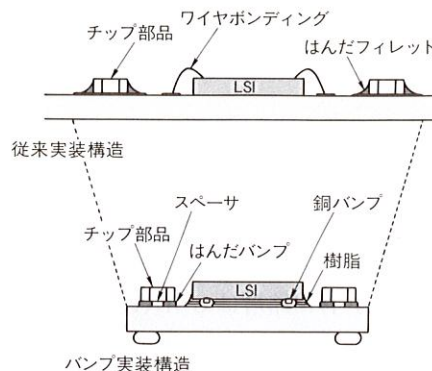 ワイヤボンディング
チップ部品
はんだフィレット
LSI
従来実装構造
スペーサ
銅バンプ
チップ部品
はんだバンプ
樹脂
LSI
バンプ実装構造